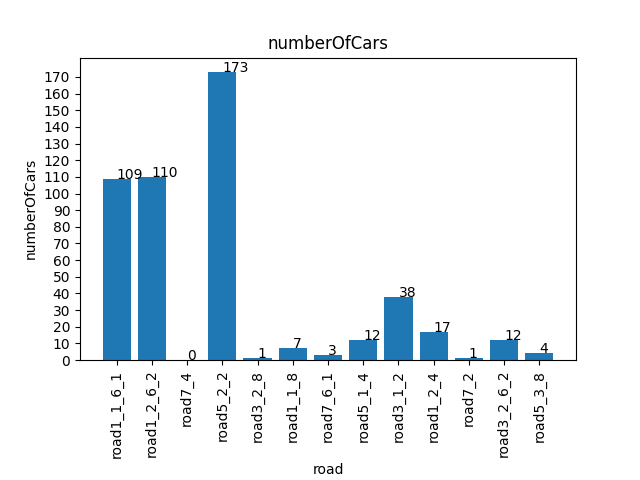 numberOfCars
numberOfCars
170
160
150
140
130
120
110
100
90
80
70
60
50
40
30
20
10
0
109
110
0
173
1
7
3
12
38
17
1
12
4
road1_1_6_1
road1_2_6_2
road7_4
road5_2_2
road3_2_8
road1_1_8
road7_6_1
road5_1_4
road3_1_2
road1_2_4
road7_2
road3_2_6_2
road5_3_8
road